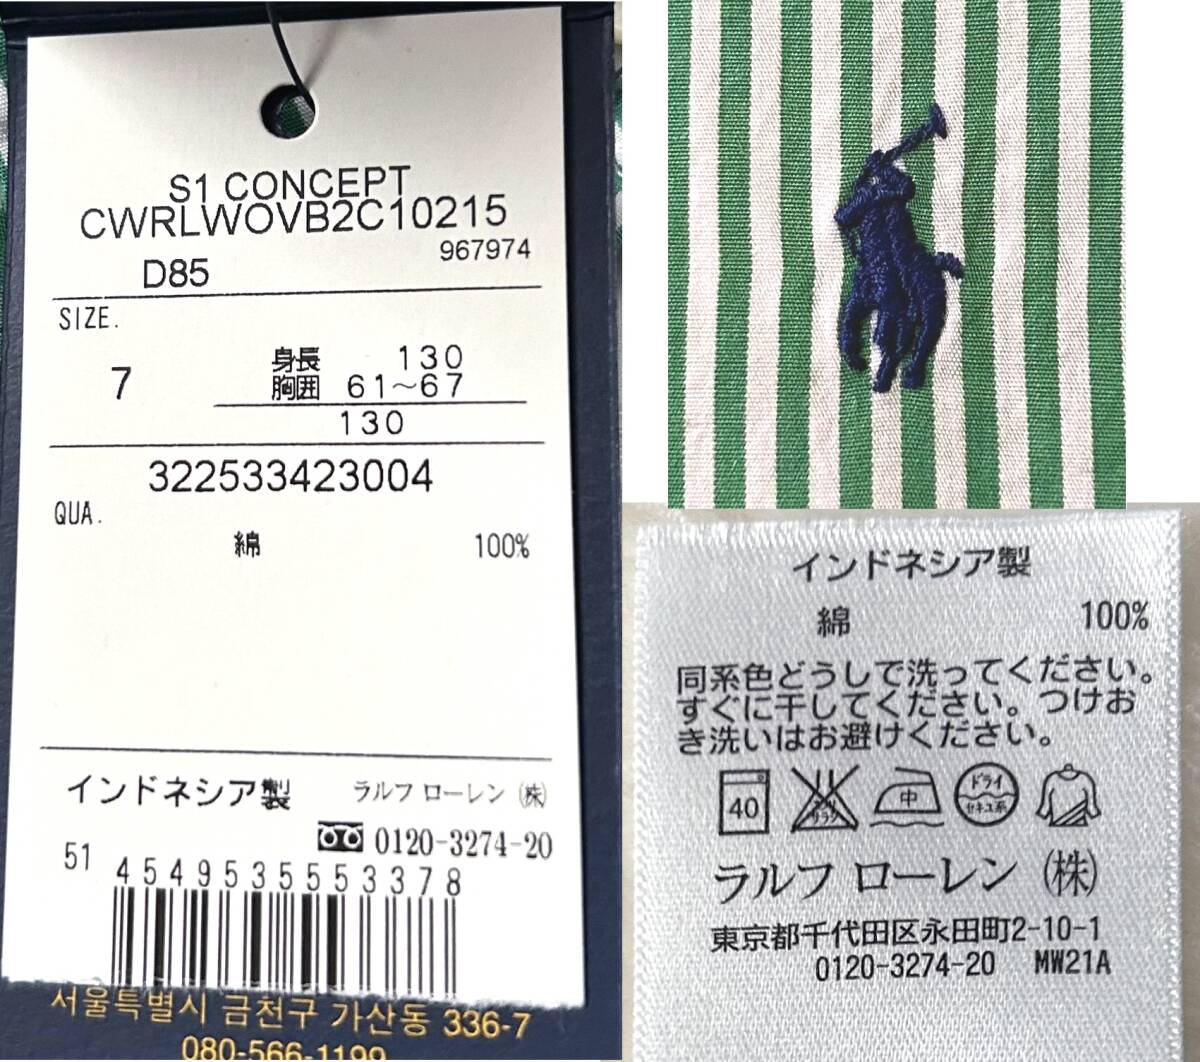 S1 CONCEPT
CWRLWOVB2C10215
967974
D85
SIZE.
7
身長 130
胸囲 61～67
130
322533423004
QUA.
綿 100%
インドネシア製 ラルフ ローレン ㈱
0120-3274-20
51
4549535553378
서울특별시 금천구 가산동 336-7
080-566-1199
インドネシア製
綿 100%
同系色どうしで洗ってください。
すぐに干してください。つけお
き洗いはお避けください。
40
エンソ
サラシ
中
ドライ
セキユ系
ラルフ ローレン ㈱
東京都千代田区永田町2-10-1
0120-3274-20 MW21A